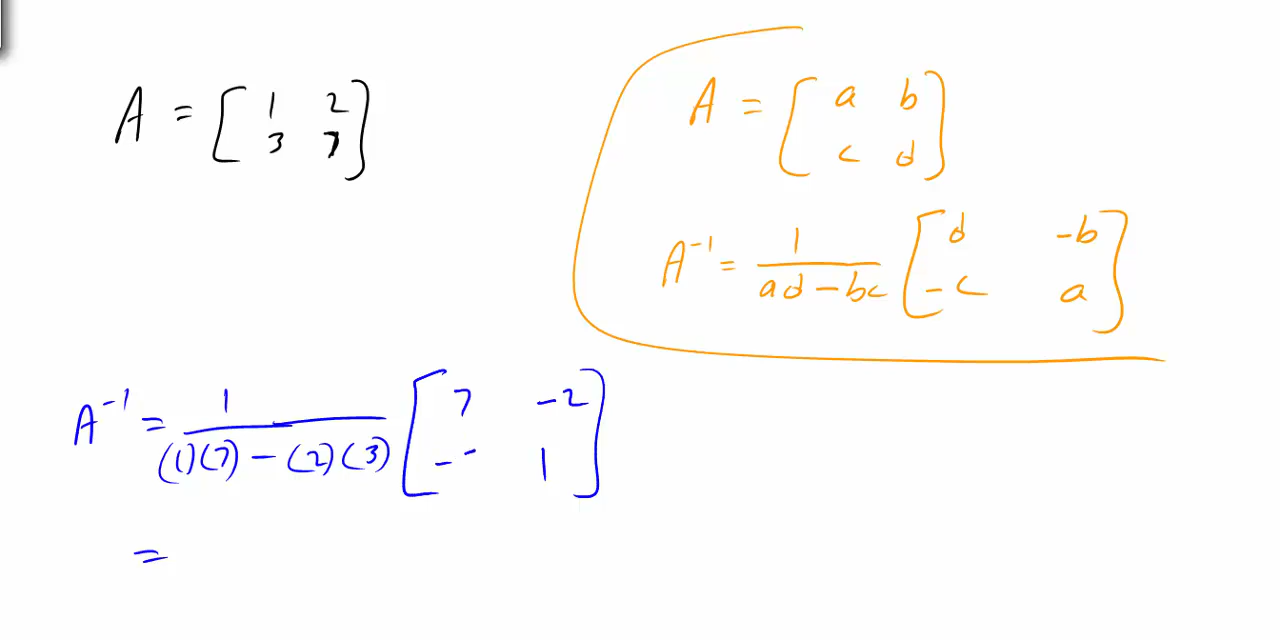 A = [ 1 2
3 7 ]
A = [ a b
c d ]
A⁻¹ = 1 / (ad - bc) [ d -b
-c a ]
A⁻¹ = 1 / ((1)(7) - (2)(3)) [ 7 -2
- 1 ]
=